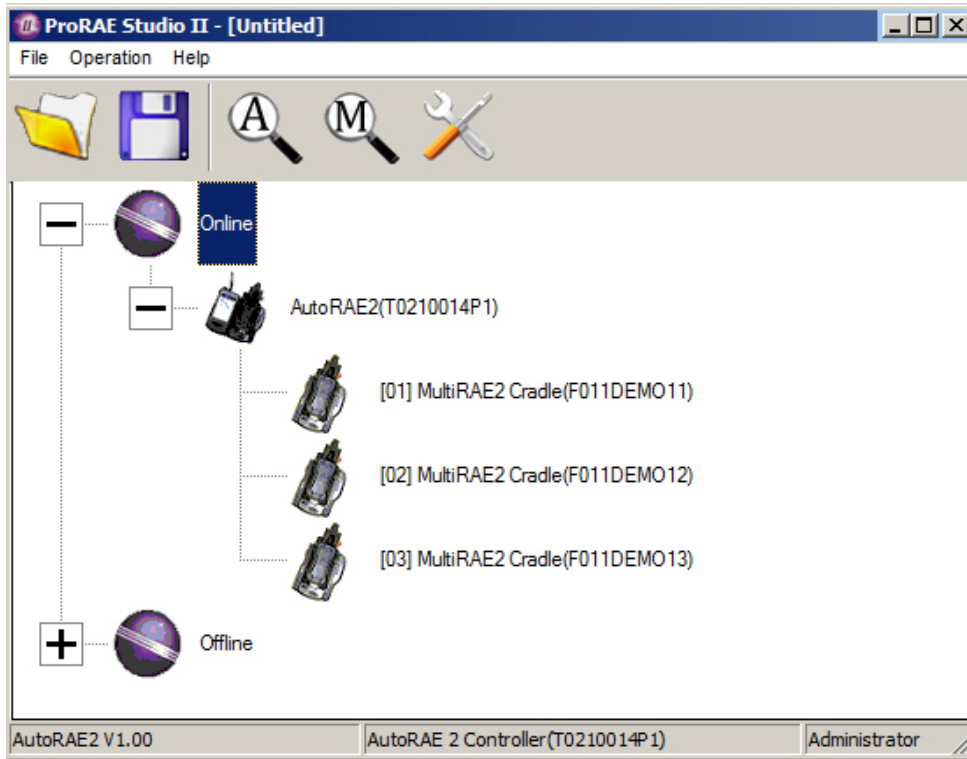 ProRAE Studio II - [Untitled]
File Operation Help
A M
Online
AutoRAE2(T0210014P1)
[01] MultiRAE2 Cradle(F011DEMO11)
[02] MultiRAE2 Cradle(F011DEMO12)
[03] MultiRAE2 Cradle(F011DEMO13)
Offline
AutoRAE2 V1.00 AutoRAE 2 Controller(T0210014P1) Administrator